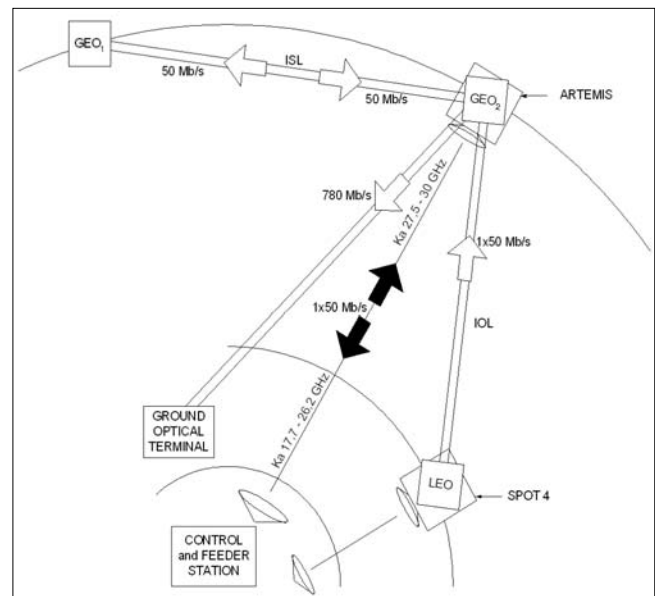 GEO1
ISL
50 Mb/s
50 Mb/s
GEO2
ARTEMIS
780 Mb/s
Ka 27,5 - 30 GHz
1x50 Mb/s
1x50 Mb/s
IOL
Ka 17,7 - 26,2 GHz
GROUND
OPTICAL
TERMINAL
LEO
SPOT 4
CONTROL
and FEEDER
STATION